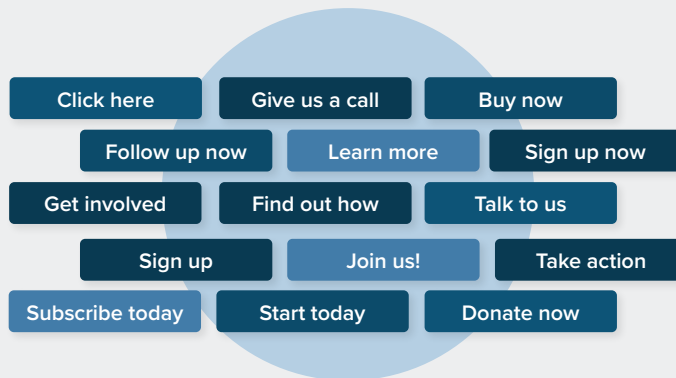 Click here
Give us a call
Buy now
Follow up now
Learn more
Sign up now
Get involved
Find out how
Talk to us
Sign up
Join us!
Take action
Subscribe today
Start today
Donate now